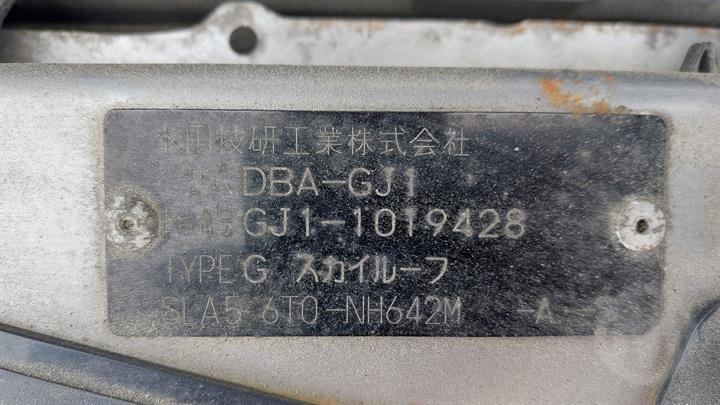 本田技研工業株式会社
DBA-GJ1
GJ1-1019428
TYPE G スカイルーフ
SLA5 6T0-NH642M -A-